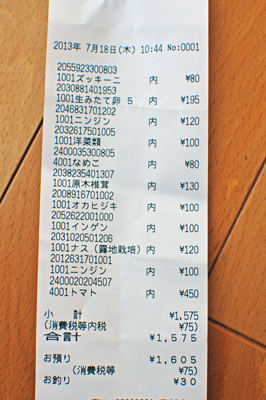 2013年 7月18日(木) 10:44 No:0001
2055923300803
1001ズッキーニ 内 ¥80
2030881401953
1001生みたて卵 5 内 ¥195
2046831701202
1001ニンジン 内 ¥120
2032617501005
1001洋菜類 内 ¥100
2400035300805
4001なめこ 内 ¥80
2038235401307
1001原木椎茸 内 ¥130
2008916701002
1001オカヒジキ 内 ¥100
2052622001000
1001インゲン 内 ¥100
2031020501206
1001ナス(露地栽培) 内 ¥120
2012631701001
1001ニンジン 内 ¥100
2400020204507
4001トマト 内 ¥450
小 計 ¥1,575
(消費税等内税 ¥75)
合計 ¥1,575
お預り ¥1,605
(消費税等 ¥75)
お釣り ¥30